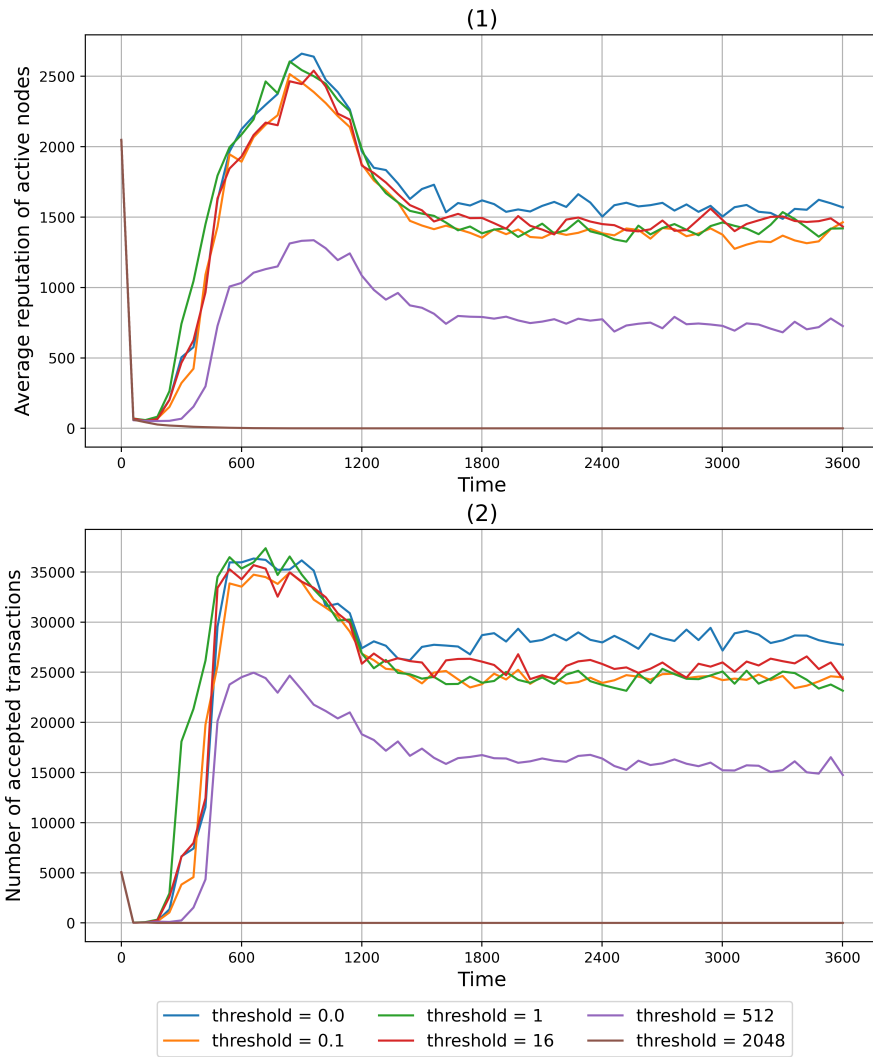 (1)
Average reputation of active nodes
2500
2000
1500
1000
500
0
0 600 1200 1800 2400 3000 3600
Time
(2)
Number of accepted transactions
35000
30000
25000
20000
15000
10000
5000
0
0 600 1200 1800 2400 3000 3600
Time
threshold = 0.0 threshold = 1 threshold = 512
threshold = 0.1 threshold = 16 threshold = 2048